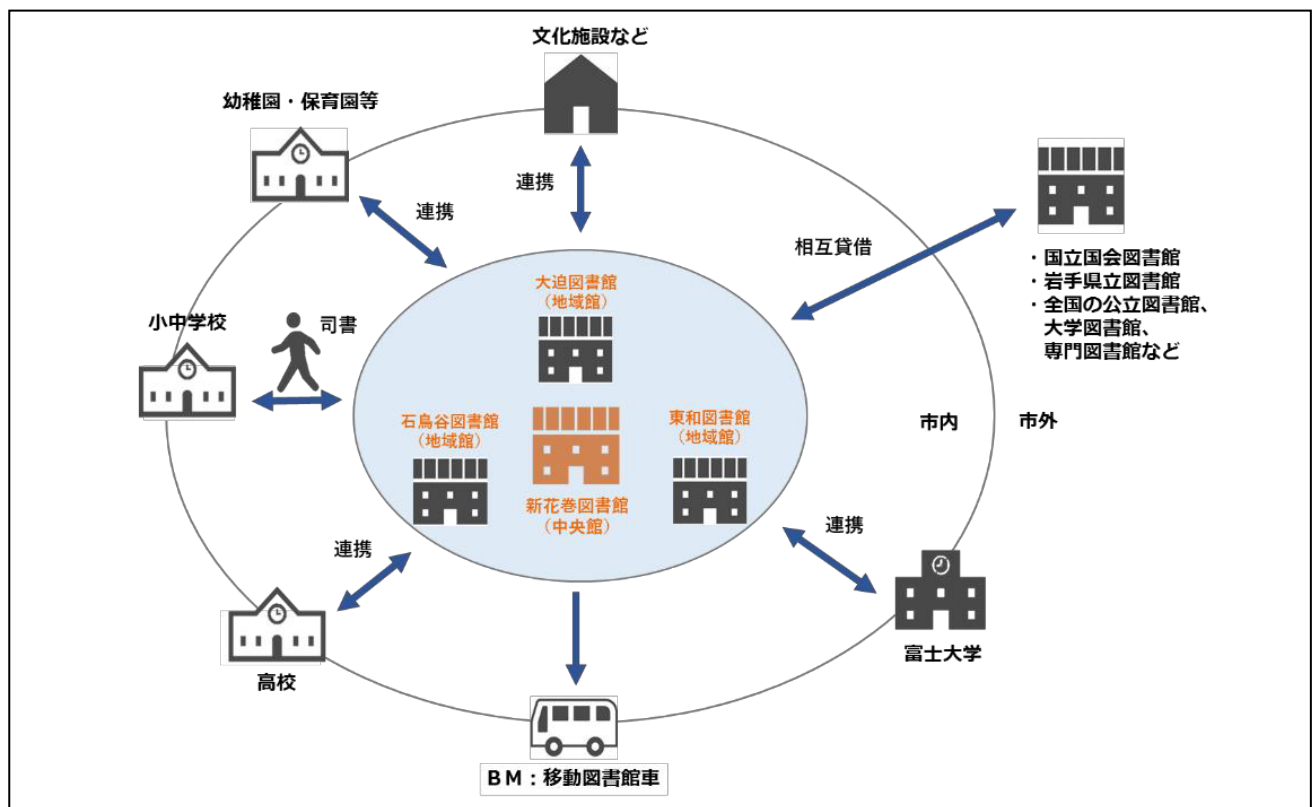 文化施設など
幼稚園・保育園等
連携
連携
相互貸借
・国立国会図書館
・岩手県立図書館
・全国の公立図書館、
大学図書館、
専門図書館など
大迫図書館
（地域館）
小中学校
司書
石鳥谷図書館
（地域館）
東和図書館
（地域館）
新花巻図書館
（中央館）
市内
市外
連携
連携
富士大学
高校
ＢＭ：移動図書館車